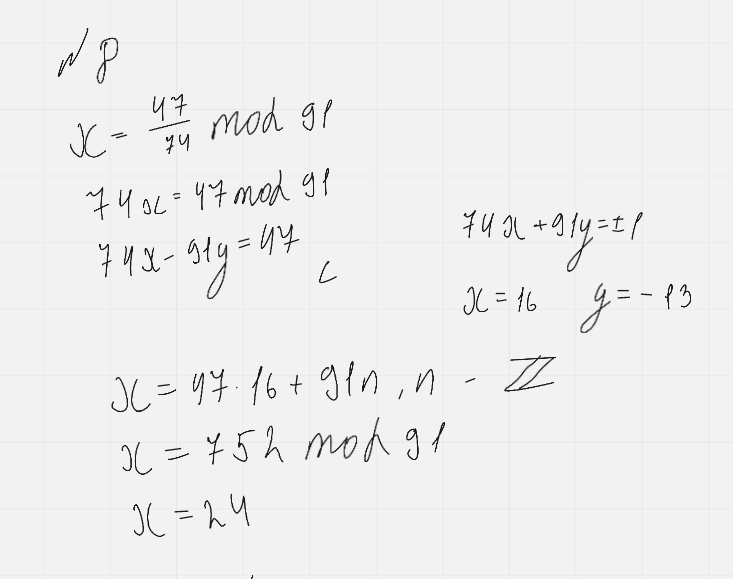 N 8
x = 47/74 mod 91
74x = 47 mod 91
74x - 91y = 47
74x + 91y = ±1
x = 16 y = -13
x = 47·16 + 91n, n - ℤ
x = 752 mod 91
x = 24